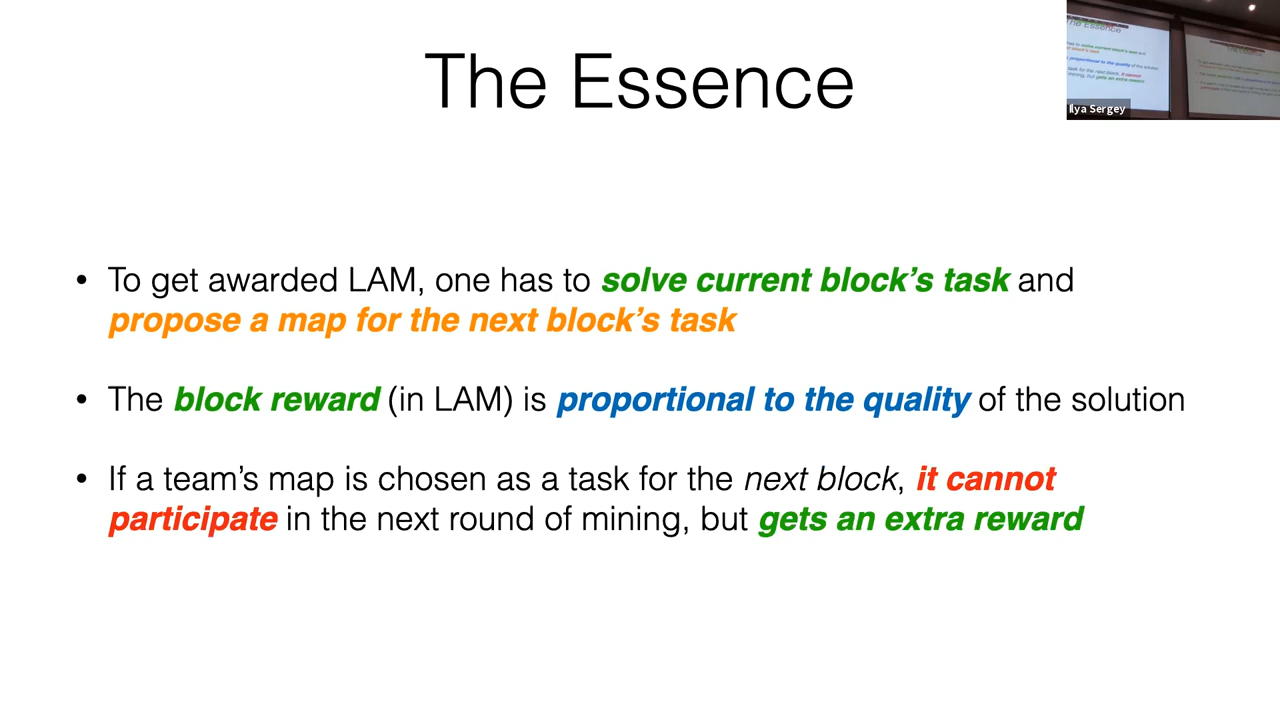 The Essence
Ilya Sergey
• To get awarded LAM, one has to solve current block's task and
propose a map for the next block's task
• The block reward (in LAM) is proportional to the quality of the solution
• If a team's map is chosen as a task for the next block, it cannot
participate in the next round of mining, but gets an extra reward